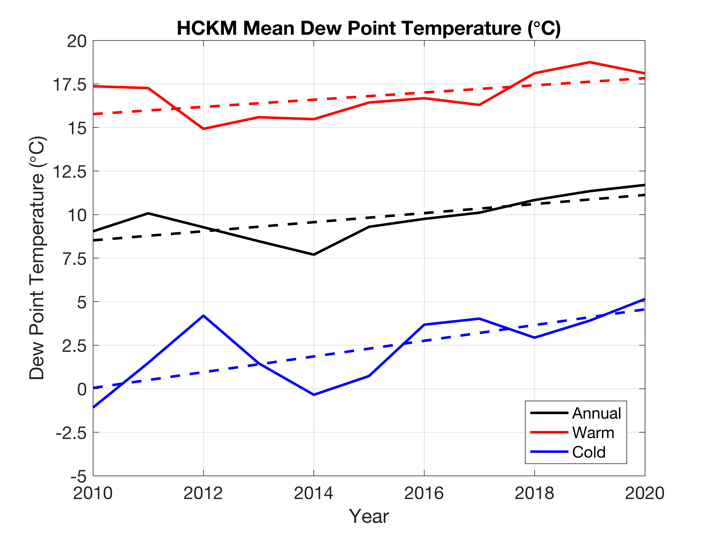 HCKM Mean Dew Point Temperature (°C)
20
17.5
15
12.5
10
7.5
5
2.5
0
-2.5
-5
Dew Point Temperature (°C)
Annual
Warm
Cold
2010 2012 2014 2016 2018 2020
Year